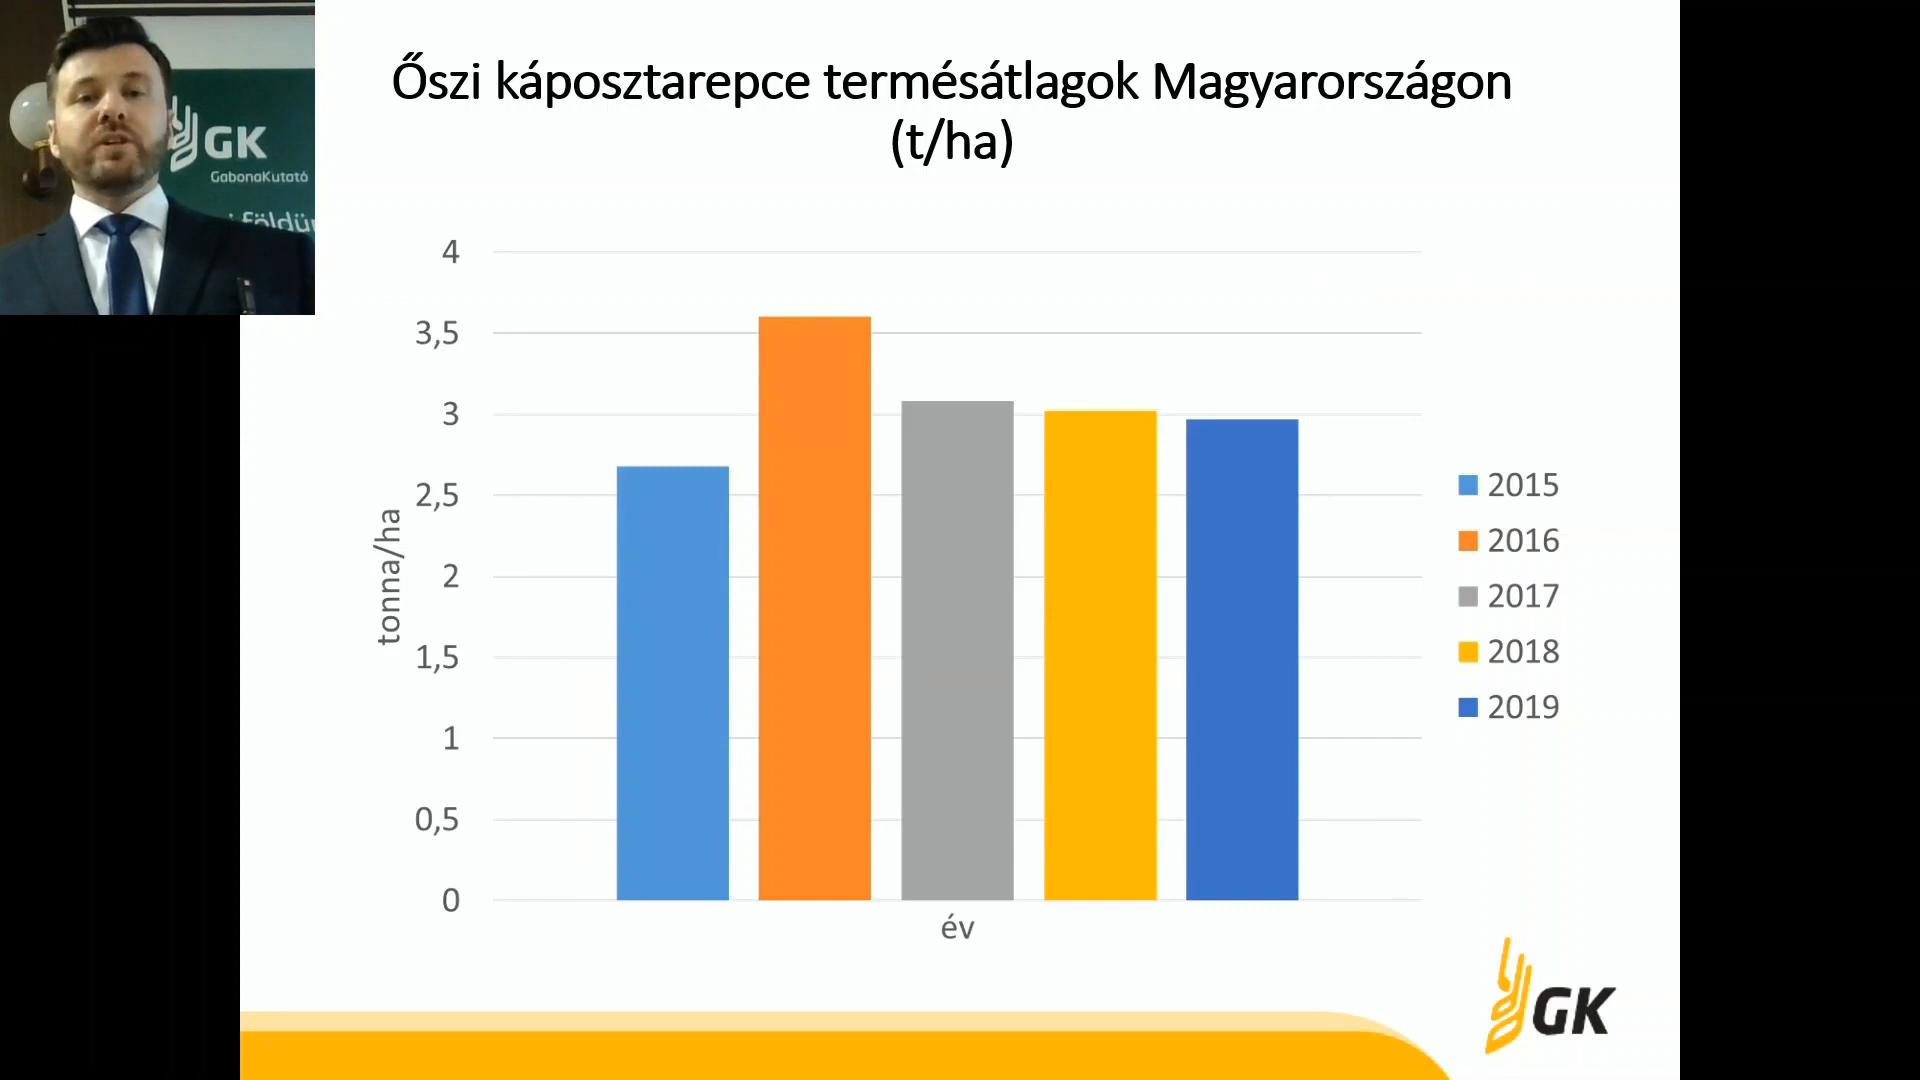 Őszi káposztarepce termésátlagok Magyarországon
(t/ha)
GK
GabonaKutató
4
3,5
3
2,5
2
1,5
1
0,5
0
tonna/ha
év
2015
2016
2017
2018
2019
GK